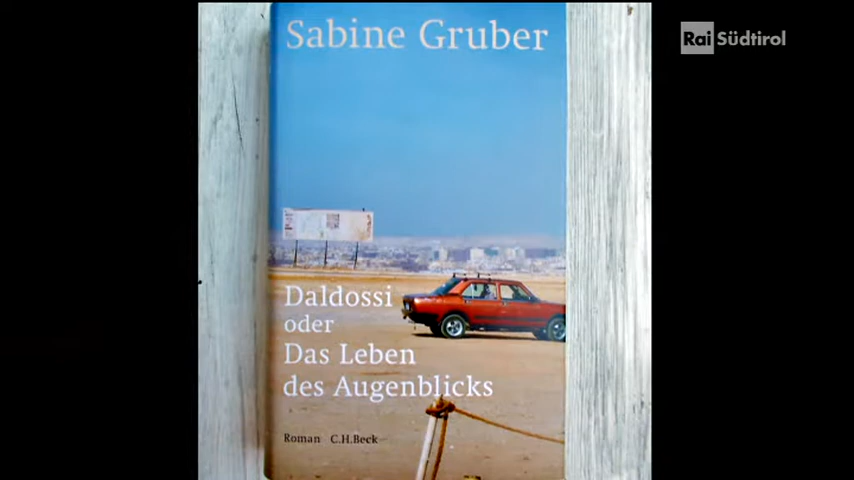 Sabine Gruber
Rai Südtirol
Daldossi
oder
Das Leben
des Augenblicks
Roman C.H.Beck